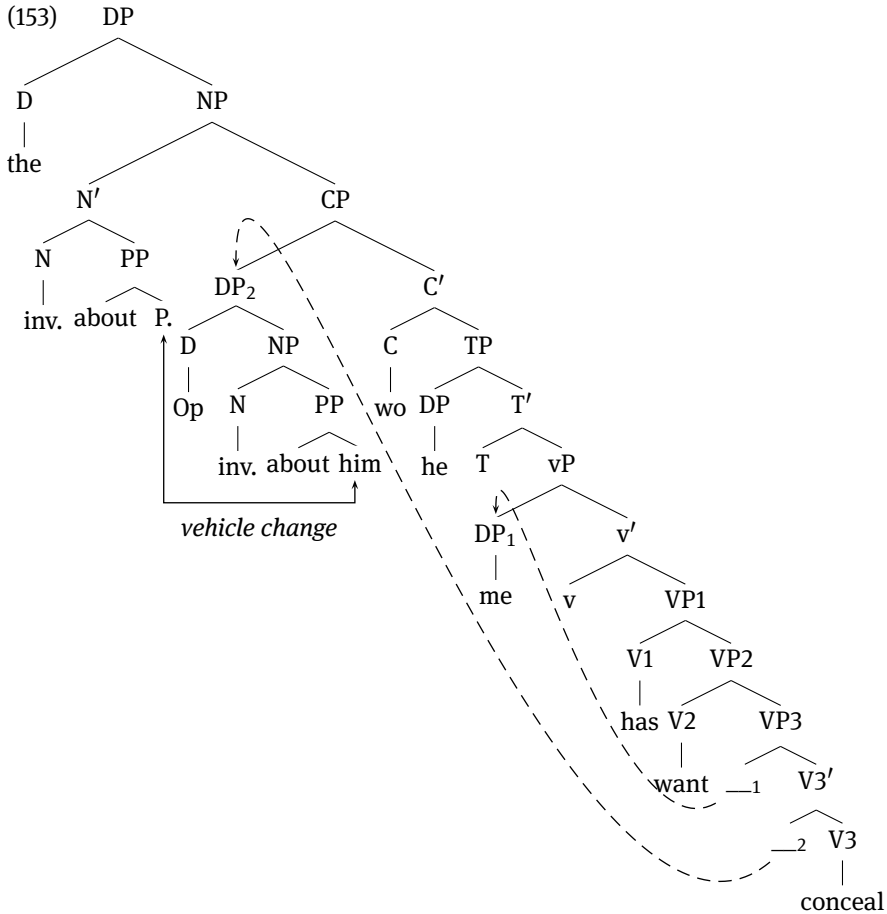 (153) DP
D NP
the
N′ CP
N PP
DP₂ C′
inv. about P.
D NP C TP
Op N PP wo DP T′
inv. about him he T vP
vehicle change
DP₁ v′
me v VP1
V1 VP2
has V2 VP3
want __₁ V3′
__₂ V3
conceal